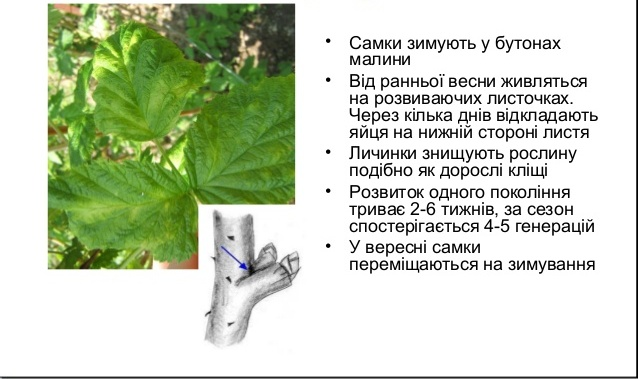 • Самки зимують у бутонах
малини
• Від ранньої весни живляться
на розвиваючих листочках.
Через кілька днів відкладають
яйця на нижній стороні листя
• Личинки знищують рослину
подібно як дорослі кліщі
• Розвиток одного покоління
триває 2-6 тижнів, за сезон
спостерігається 4-5 генерацій
• У вересні самки
переміщаються на зимування